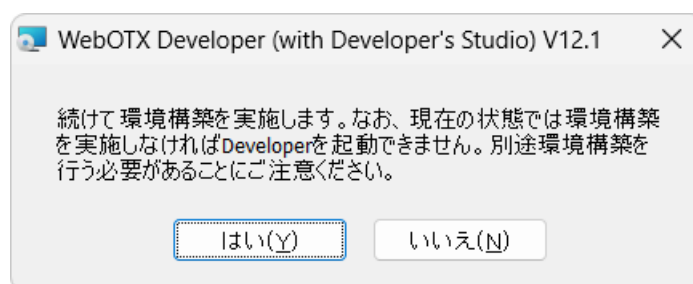 WebOTX Developer (with Developer's Studio) V12.1
続けて環境構築を実施します。なお、現在の状態では環境構築
を実施しなければDeveloperを起動できません。別途環境構築を
行う必要があることにご注意ください。
はい(Y)
いいえ(N)